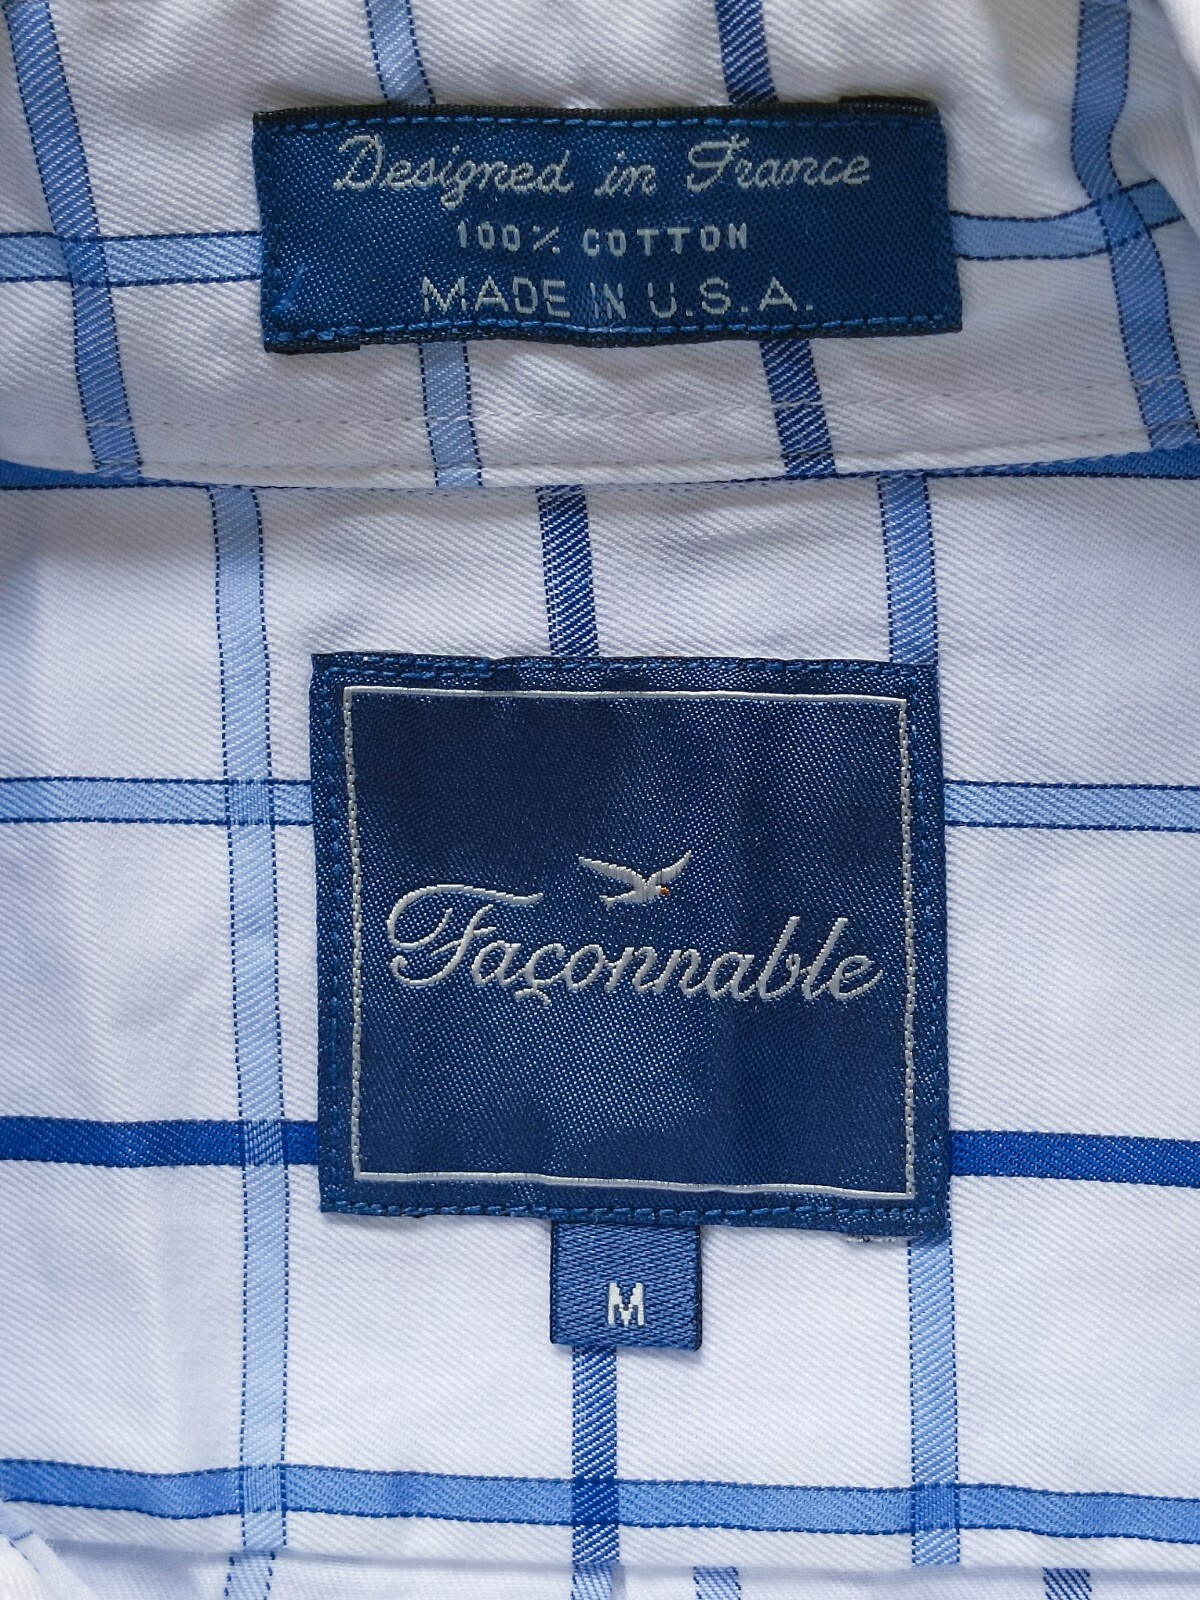 Designed in France
100% COTTON
MADE IN U.S.A.
Façonnable
M